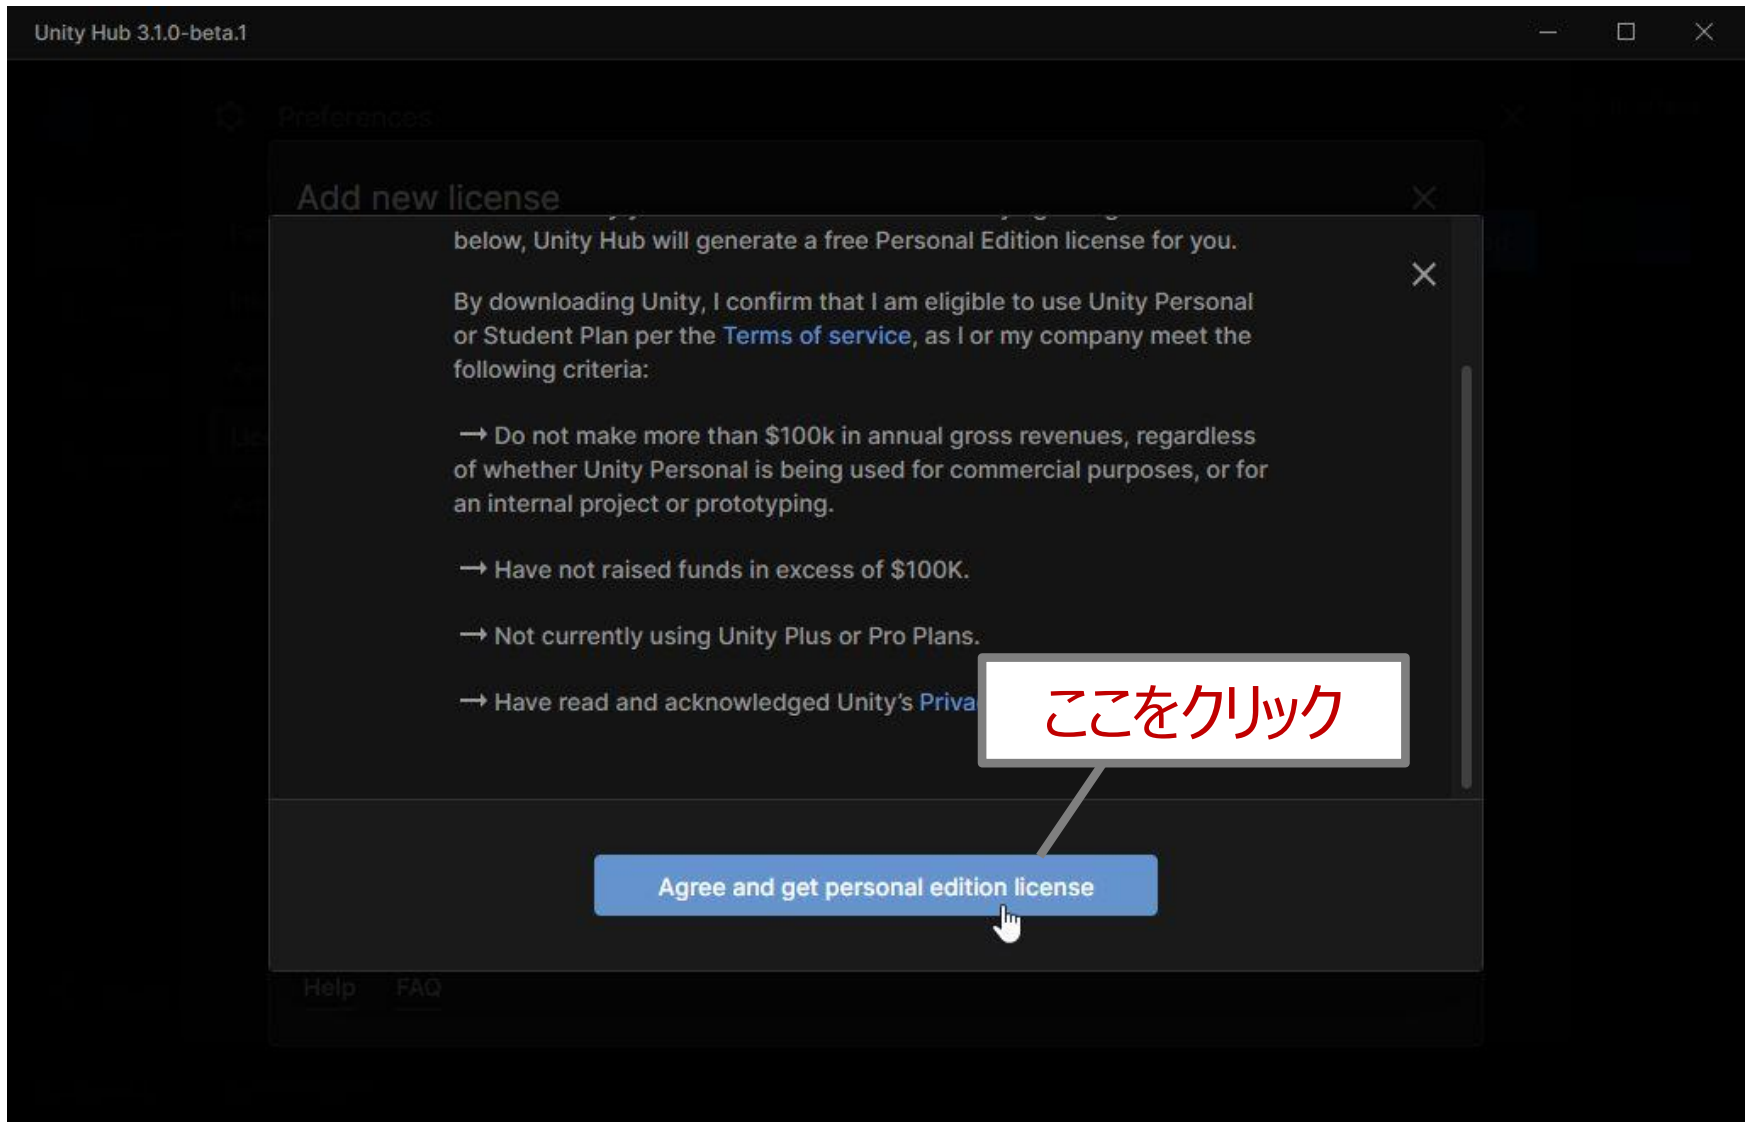 Unity Hub 3.1.0-beta.1
Preferences
Add new license
below, Unity Hub will generate a free Personal Edition license for you.
By downloading Unity, I confirm that I am eligible to use Unity Personal
or Student Plan per the Terms of service, as I or my company meet the
following criteria:
→ Do not make more than $100k in annual gross revenues, regardless
of whether Unity Personal is being used for commercial purposes, or for
an internal project or prototyping.
→ Have not raised funds in excess of $100K.
→ Not currently using Unity Plus or Pro Plans.
→ Have read and acknowledged Unity's
ここをクリック
Agree and get personal edition license
Help FAQ